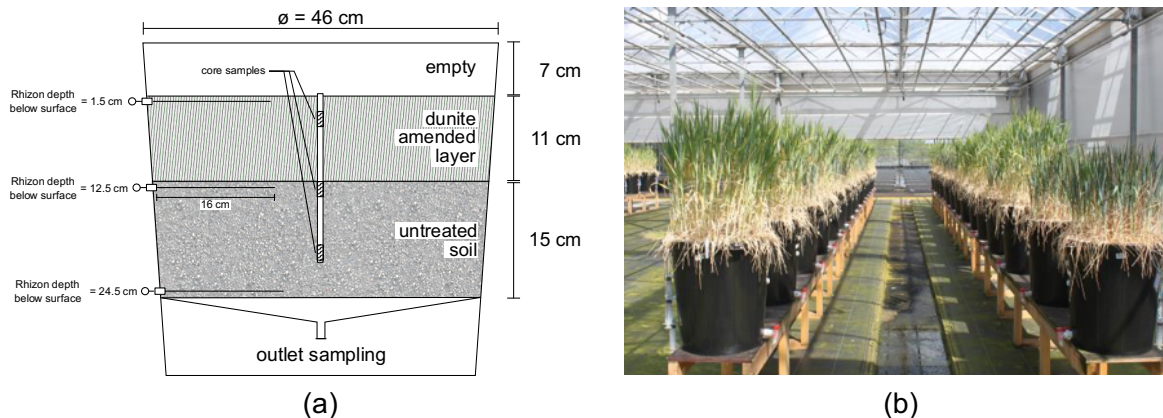 ø = 46 cm
empty
7 cm
core samples
Rhizon depth
below surface
= 1.5 cm
dunite
amended
layer
11 cm
Rhizon depth
below surface
= 12.5 cm
16 cm
untreated
soil
15 cm
Rhizon depth
below surface
= 24.5 cm
outlet sampling
(a)
(b)